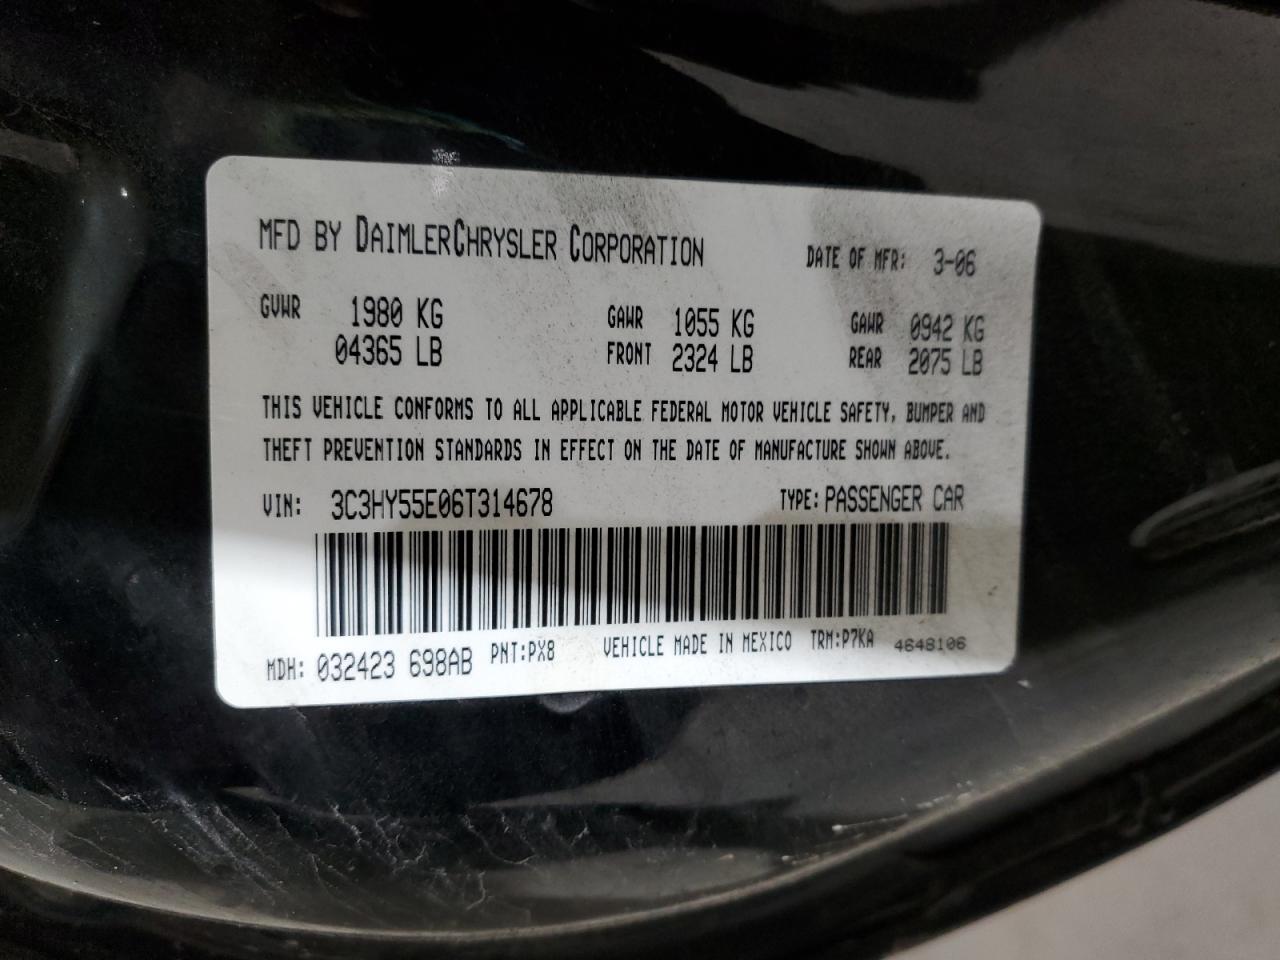 MFD BY DAIMLERCHRYSLER CORPORATION DATE OF MFR: 3-06
GVWR 1980 KG GAWR 1055 KG GAWR 0942 KG
04365 LB FRONT 2324 LB REAR 2075 LB
THIS VEHICLE CONFORMS TO ALL APPLICABLE FEDERAL MOTOR VEHICLE SAFETY, BUMPER AND
THEFT PREVENTION STANDARDS IN EFFECT ON THE DATE OF MANUFACTURE SHOWN ABOVE.
VIN: 3C3HY55E06T314678 TYPE: PASSENGER CAR
MDH: 032423 698AB PNT:PX8 VEHICLE MADE IN MEXICO TRM:P7KA 4648106